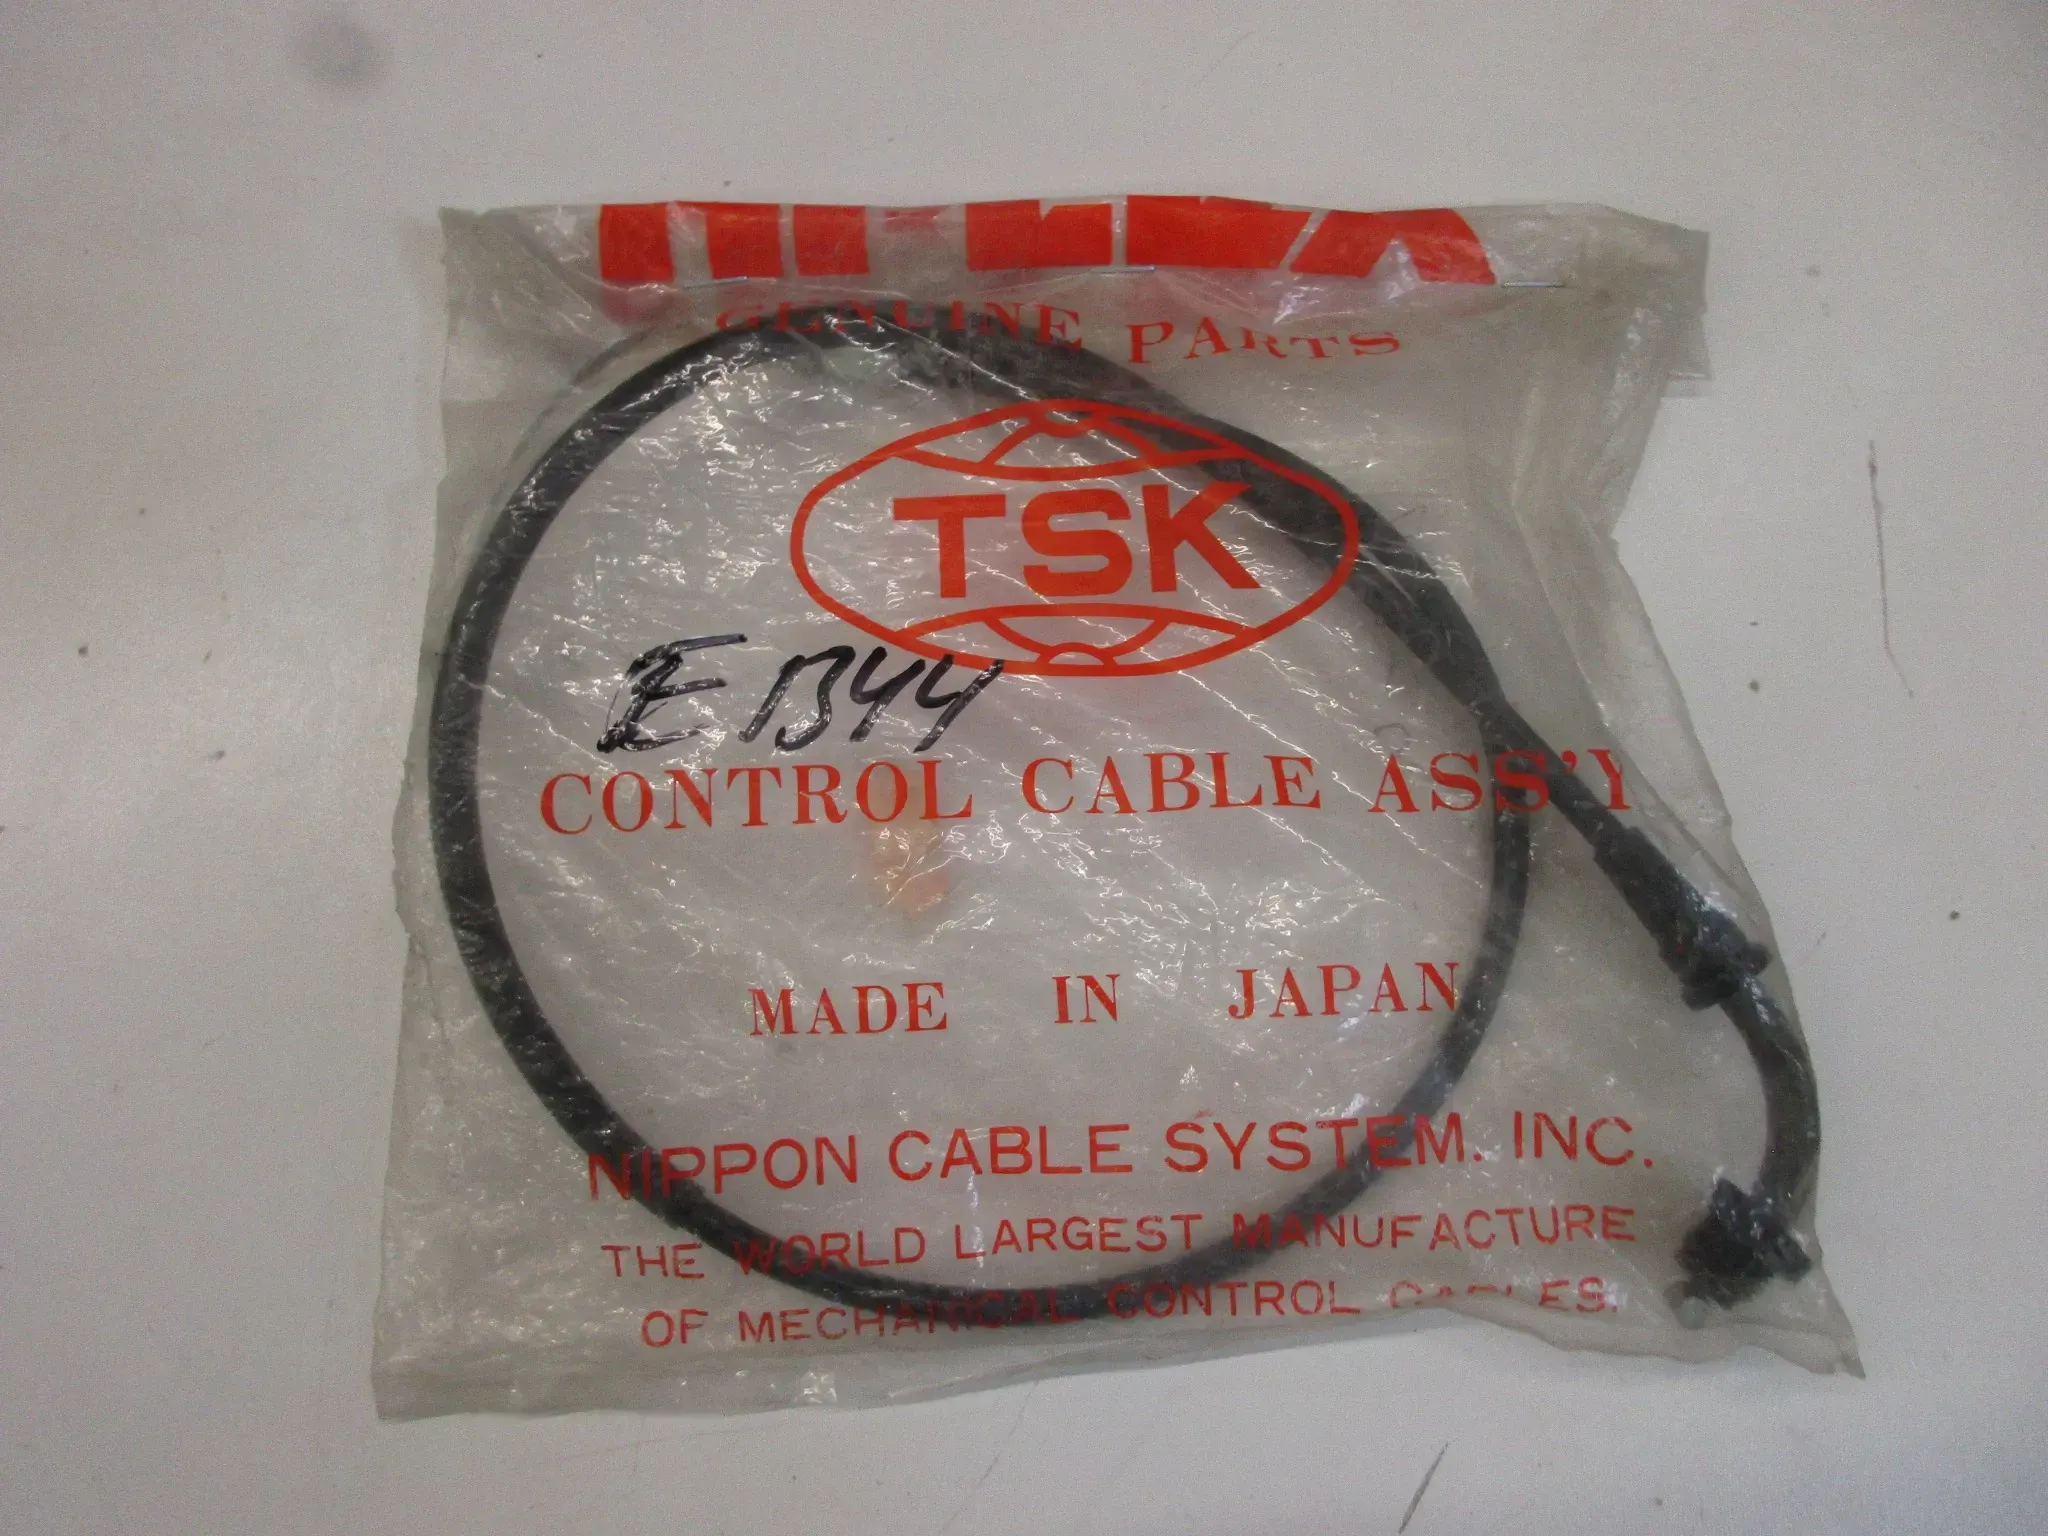 GENUINE PARTS
TSK
E1344
CONTROL CABLE ASS'Y
MADE IN JAPAN
NIPPON CABLE SYSTEM. INC.
THE WORLD LARGEST MANUFACTURE
OF MECHANICAL CONTROL CABLES.